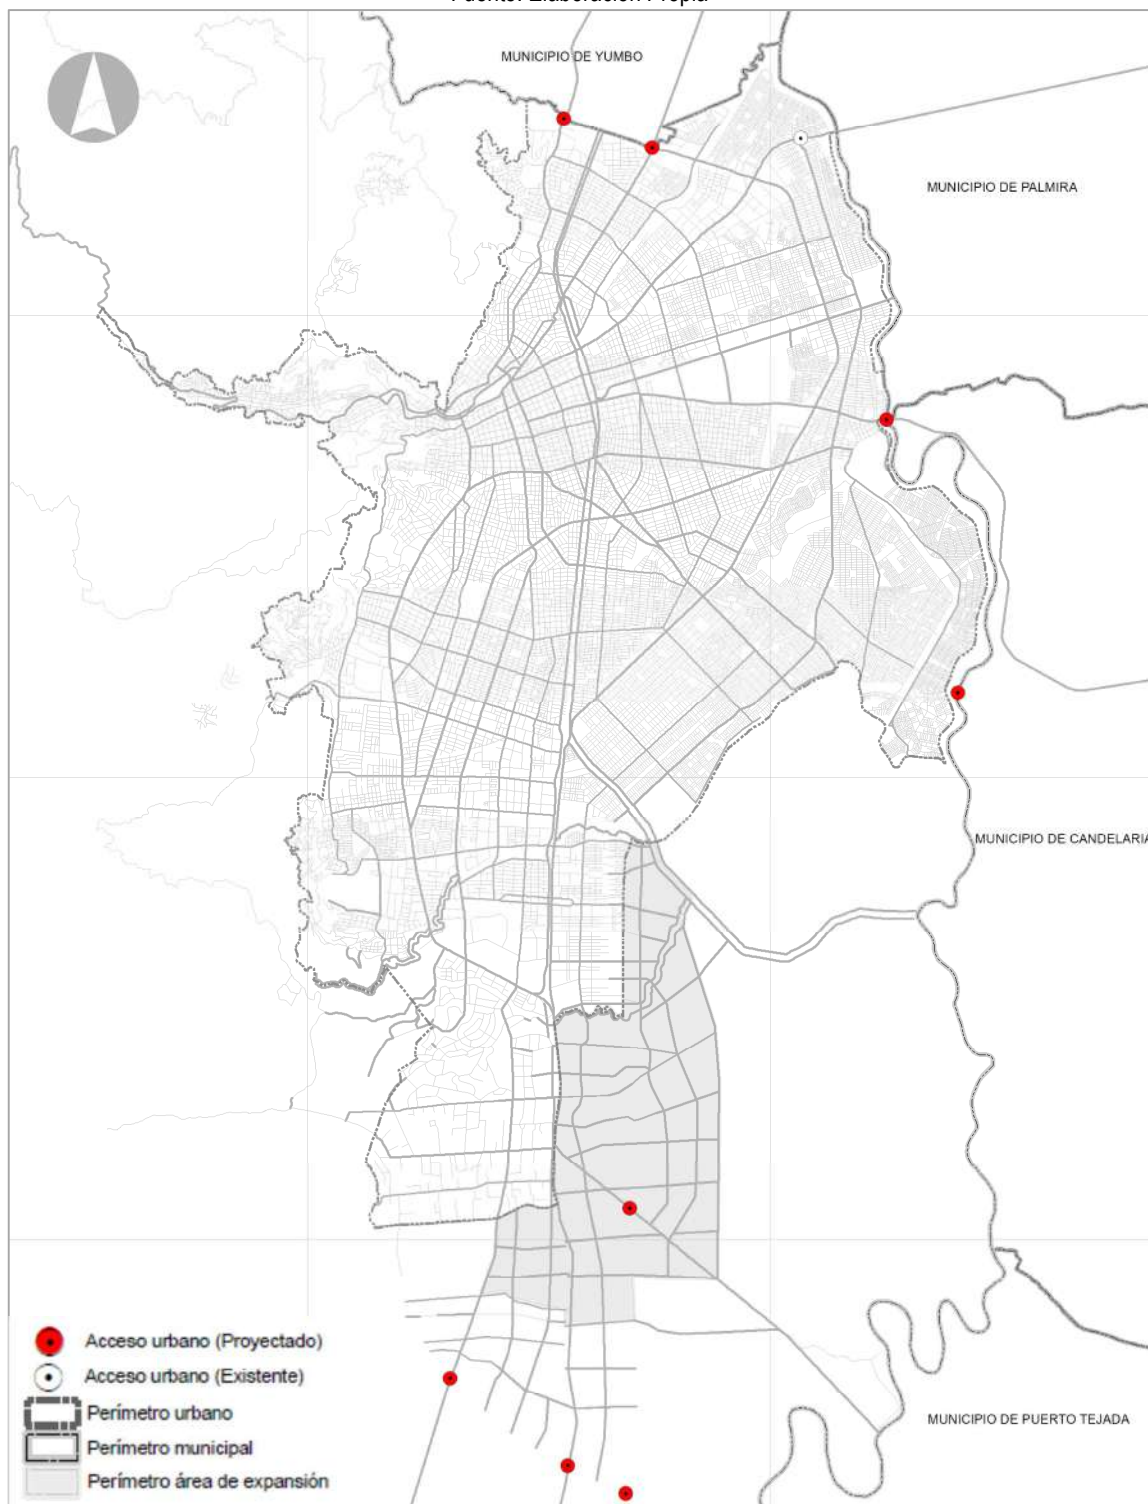 Fuente: Elaboración Propia
MUNICIPIO DE YUMBO
MUNICIPIO DE PALMIRA
MUNICIPIO DE CANDELARIA
MUNICIPIO DE PUERTO TEJADA
Acceso urbano (Proyectado)
Acceso urbano (Existente)
Perímetro urbano
Perímetro municipal
Perímetro área de expansión